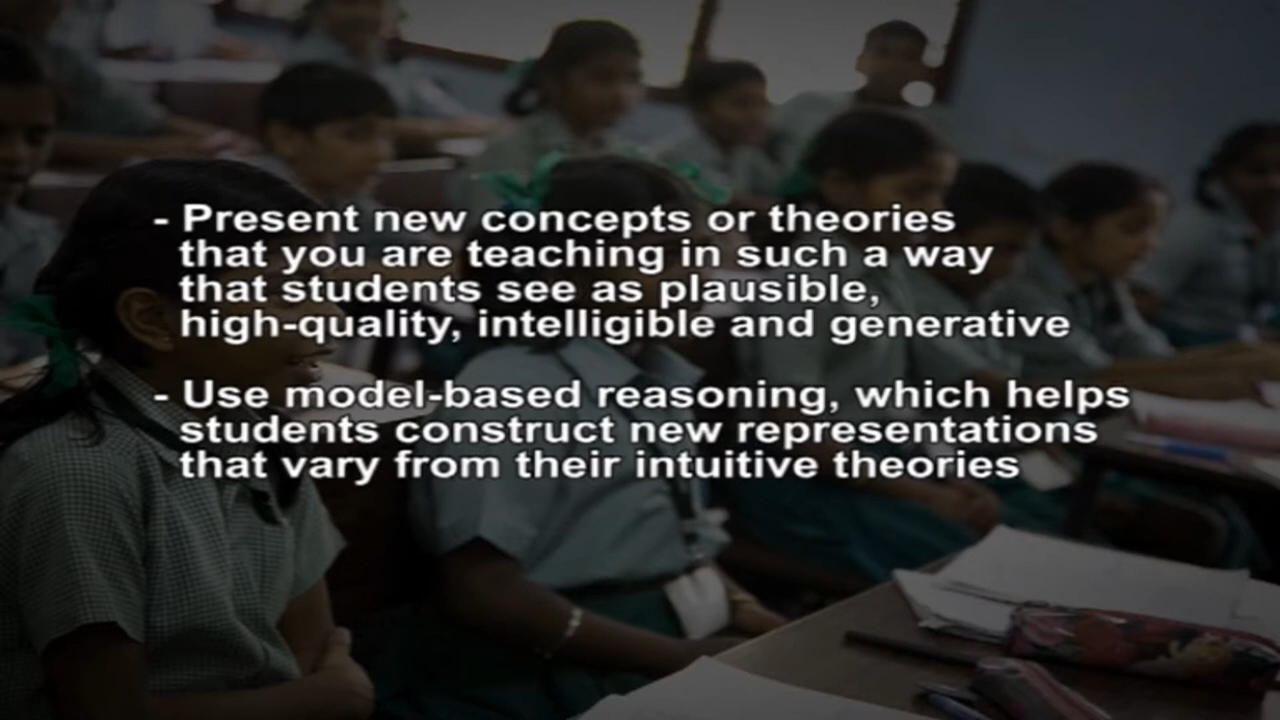 - Present new concepts or theories
that you are teaching in such a way
that students see as plausible,
high-quality, intelligible and generative
- Use model-based reasoning, which helps
students construct new representations
that vary from their intuitive theories